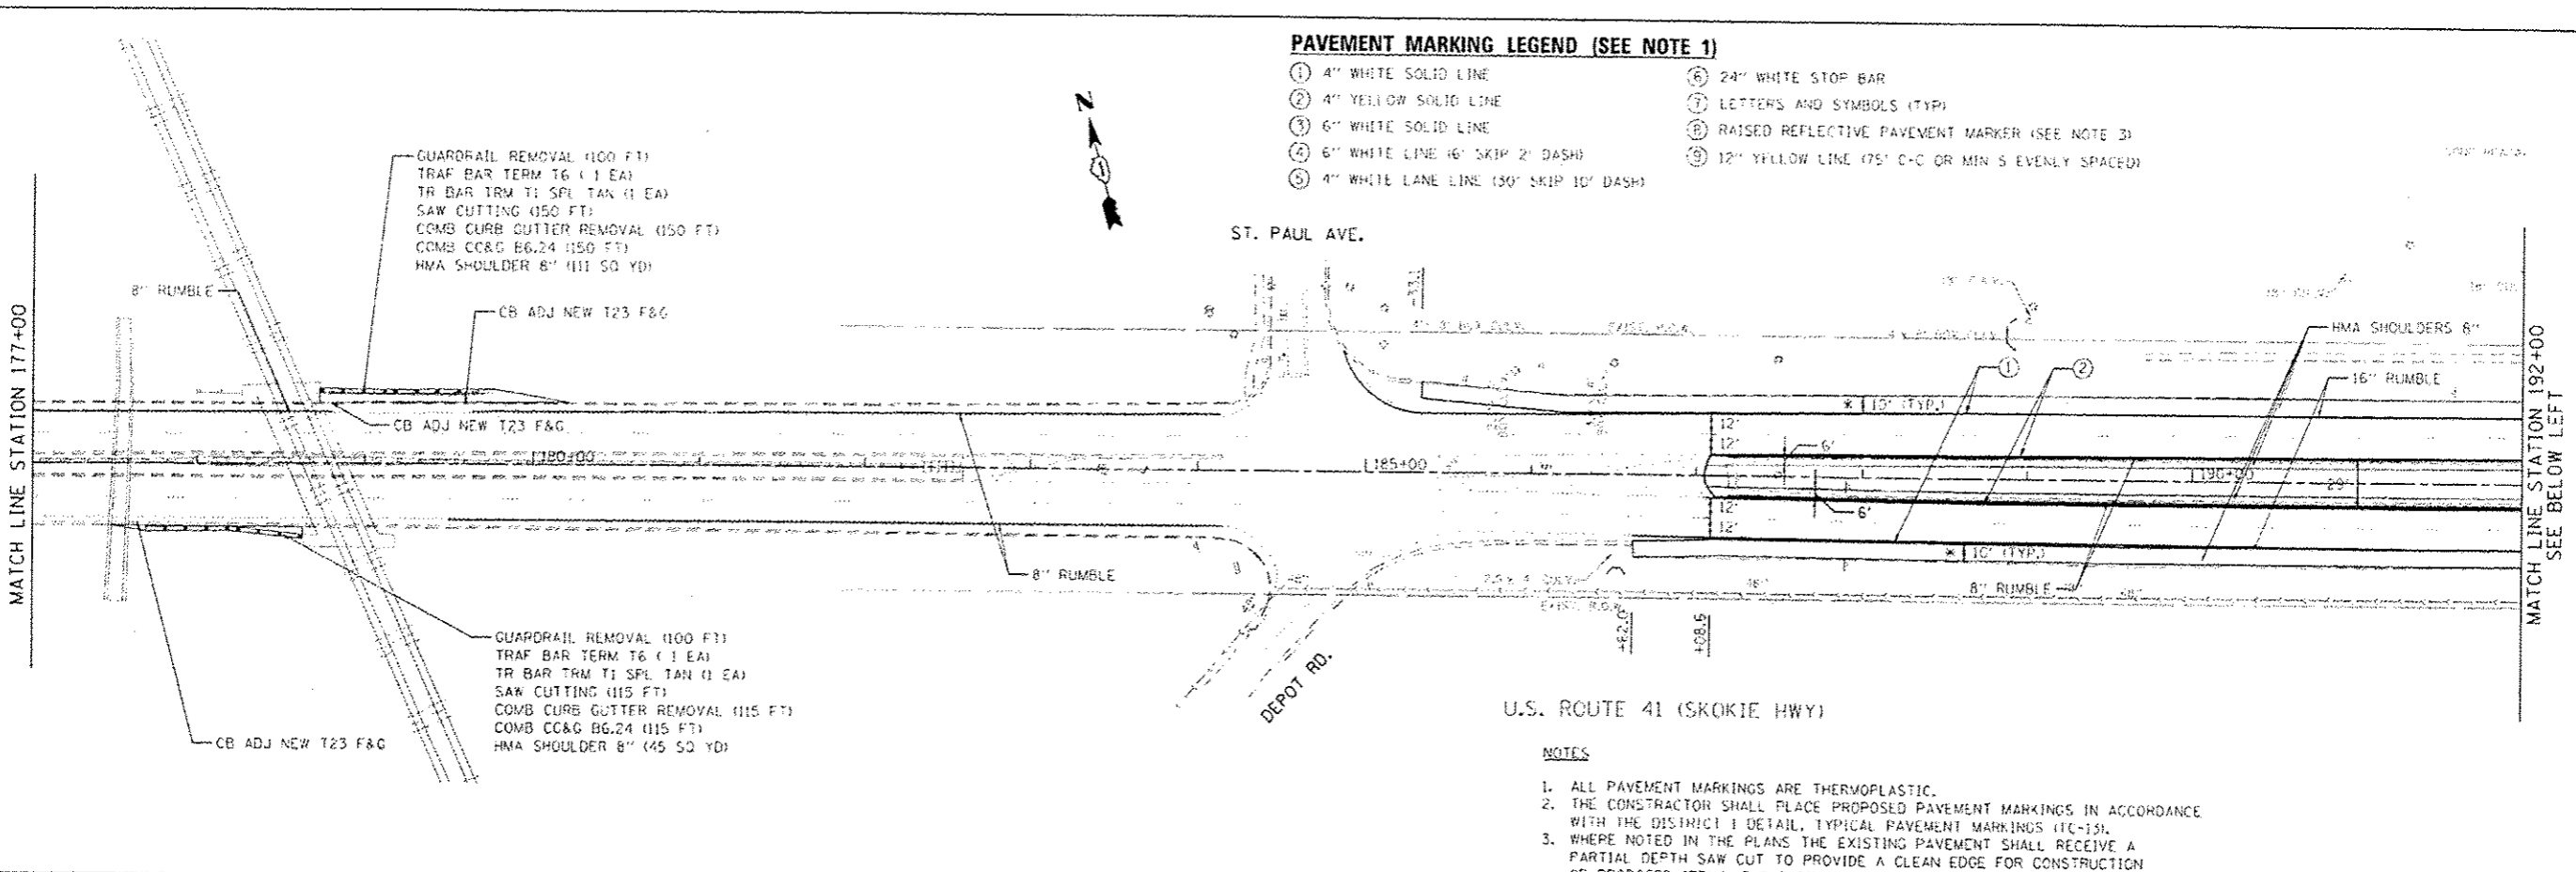 PAVEMENT MARKING LEGEND (SEE NOTE 1)
① 4" WHITE SOLID LINE
② 4" YELLOW SOLID LINE
③ 6" WHITE SOLID LINE
④ 6" WHITE LINE (6' SKIP 2' DASH)
⑤ 4" WHITE LANE LINE (30' SKIP 10' DASH)
⑥ 24" WHITE STOP BAR
⑦ LETTERS AND SYMBOLS (TYP)
⑧ RAISED REFLECTIVE PAVEMENT MARKER (SEE NOTE 3)
⑨ 12" YELLOW LINE (75' C-C OR MIN 5 EVENLY SPACED)
N
GUARDRAIL REMOVAL (100 FT)
TRAF BAR TERM T6 ( 1 EA)
TR BAR TRM T1 SPL TAN (1 EA)
SAW CUTTING (150 FT)
COMB CURB GUTTER REMOVAL (150 FT)
COMB CC&G B6.24 (150 FT)
HMA SHOULDER 8" (111 SQ YD)
8" RUMBLE
CB ADJ NEW T23 F&G
CB ADJ NEW T23 F&G
MATCH LINE STATION 177+00
ST. PAUL AVE.
EXIST. R.O.W.
HMA SHOULDERS 8"
16" RUMBLE
①
②
* 10' (TYP.)
12'
12'
6'
180+00
185+00
190+00
29'
12'
12'
6'
* 10' (TYP.)
8" RUMBLE
8" RUMBLE
EXIST. R.O.W.
+62.0
+08.6
MATCH LINE STATION 192+00
SEE BELOW LEFT
DEPOT RD.
GUARDRAIL REMOVAL (100 FT)
TRAF BAR TERM T6 ( 1 EA)
TR BAR TRM T1 SPL TAN (1 EA)
SAW CUTTING (115 FT)
COMB CURB GUTTER REMOVAL (115 FT)
COMB CC&G B6.24 (115 FT)
HMA SHOULDER 8" (45 SQ YD)
CB ADJ NEW T23 F&G
U.S. ROUTE 41 (SKOKIE HWY)
NOTES
1. ALL PAVEMENT MARKINGS ARE THERMOPLASTIC.
2. THE CONSTRACTOR SHALL PLACE PROPOSED PAVEMENT MARKINGS IN ACCORDANCE
WITH THE DISTRICT 1 DETAIL, TYPICAL PAVEMENT MARKINGS (TC-13).
3. WHERE NOTED IN THE PLANS THE EXISTING PAVEMENT SHALL RECEIVE A
PARTIAL DEPTH SAW CUT TO PROVIDE A CLEAN EDGE FOR CONSTRUCTION